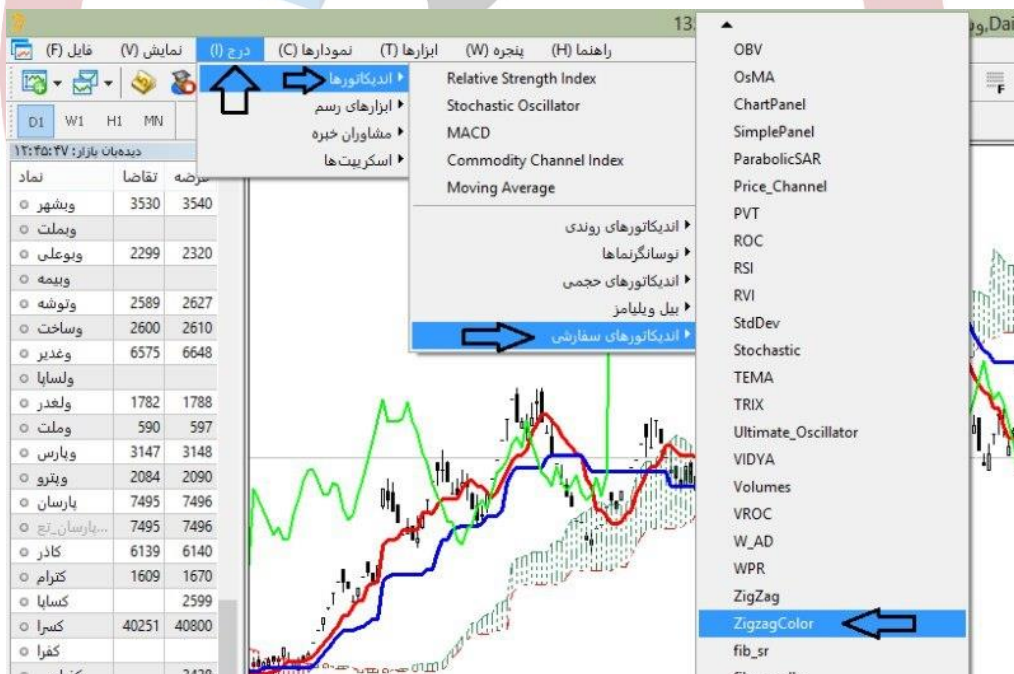 13.
,Dai
فایل (F) نمایش (V) درج (I) نمودارها (C) ابزارها (T) پنجره (W) راهنما (H)
D1 W1 H1 MN
اندیکاتورها
ابزارهای رسم
مشاوران خبره
اسکریپت‌ها
Relative Strength Index
Stochastic Oscillator
MACD
Commodity Channel Index
Moving Average
اندیکاتورهای روندی
نوسانگرنماها
اندیکاتورهای حجمی
بیل ویلیامز
اندیکاتورهای سفارشی
OBV
OsMA
ChartPanel
SimplePanel
ParabolicSAR
Price_Channel
PVT
ROC
RSI
RVI
StdDev
Stochastic
TEMA
TRIX
Ultimate_Oscillator
VIDYA
Volumes
VROC
W_AD
WPR
ZigZag
ZigzagColor
fib_sr
F
دیده‌بان بازار: ۱۲:۴۵:۴۷
نماد تقاضا عرضه
وبشهر 3530 3540
وبملت
وبوعلی 2299 2320
وبیمه
وتوشه 2589 2627
وساخت 2600 2610
وغدیر 6575 6648
ولساپا
ولغدر 1782 1788
وملت 590 597
وپارس 3147 3148
وپترو 2084 2090
پارسان 7495 7496
پارسان_تع... 7495 7496
کاذر 6139 6140
کترام 1609 1670
کساپا 2599
کسرا 40251 40800
کفرا